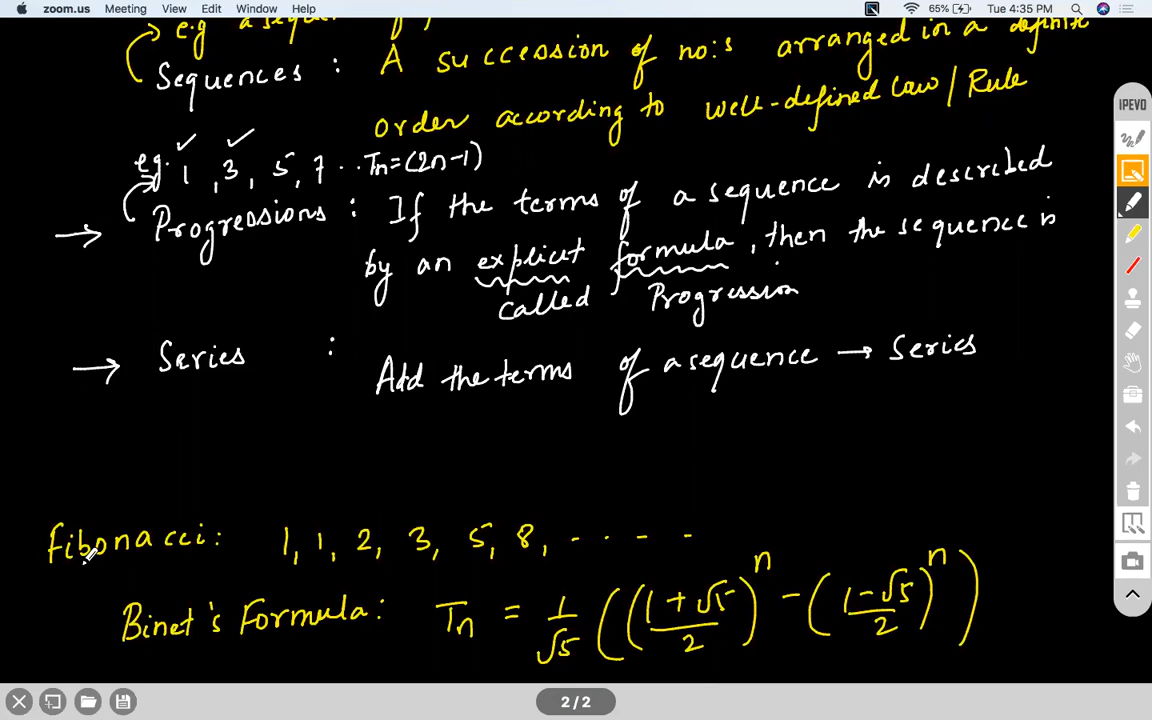 zoom.us Meeting View Edit Window Help 65% Tue 4:35 PM
e.g a
Sequences : A succession of no:s arranged in a definite
order according to well-defined law / Rule
eg. 1, 3, 5, 7 .. Tn=(2n-1)
→ Progressions : If the terms of a sequence is described
by an explicit formula, then the sequence is
called Progression
→ Series : Add the terms of a sequence → Series
Fibonacci: 1, 1, 2, 3, 5, 8, - . . - -
Binet's Formula: Tn = 1/√5 (((1+√5)/2)^n - ((1-√5)/2)^n)
IPEVO
2 / 2